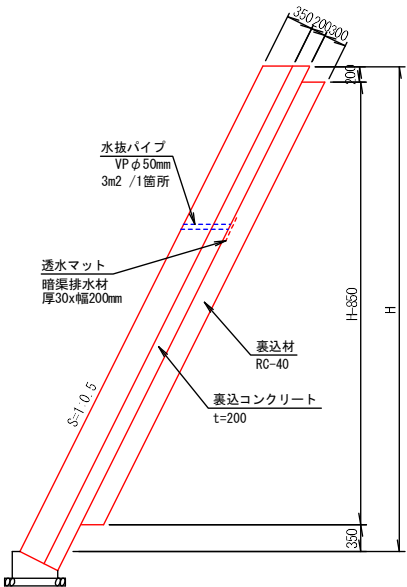 350
200
300
200
水抜パイプ
VPφ50mm
3m2 /1箇所
透水マット
暗渠排水材
厚30x幅200mm
H-850
H
裏込材
RC-40
裏込コンクリート
t=200
S=1:0.5
350